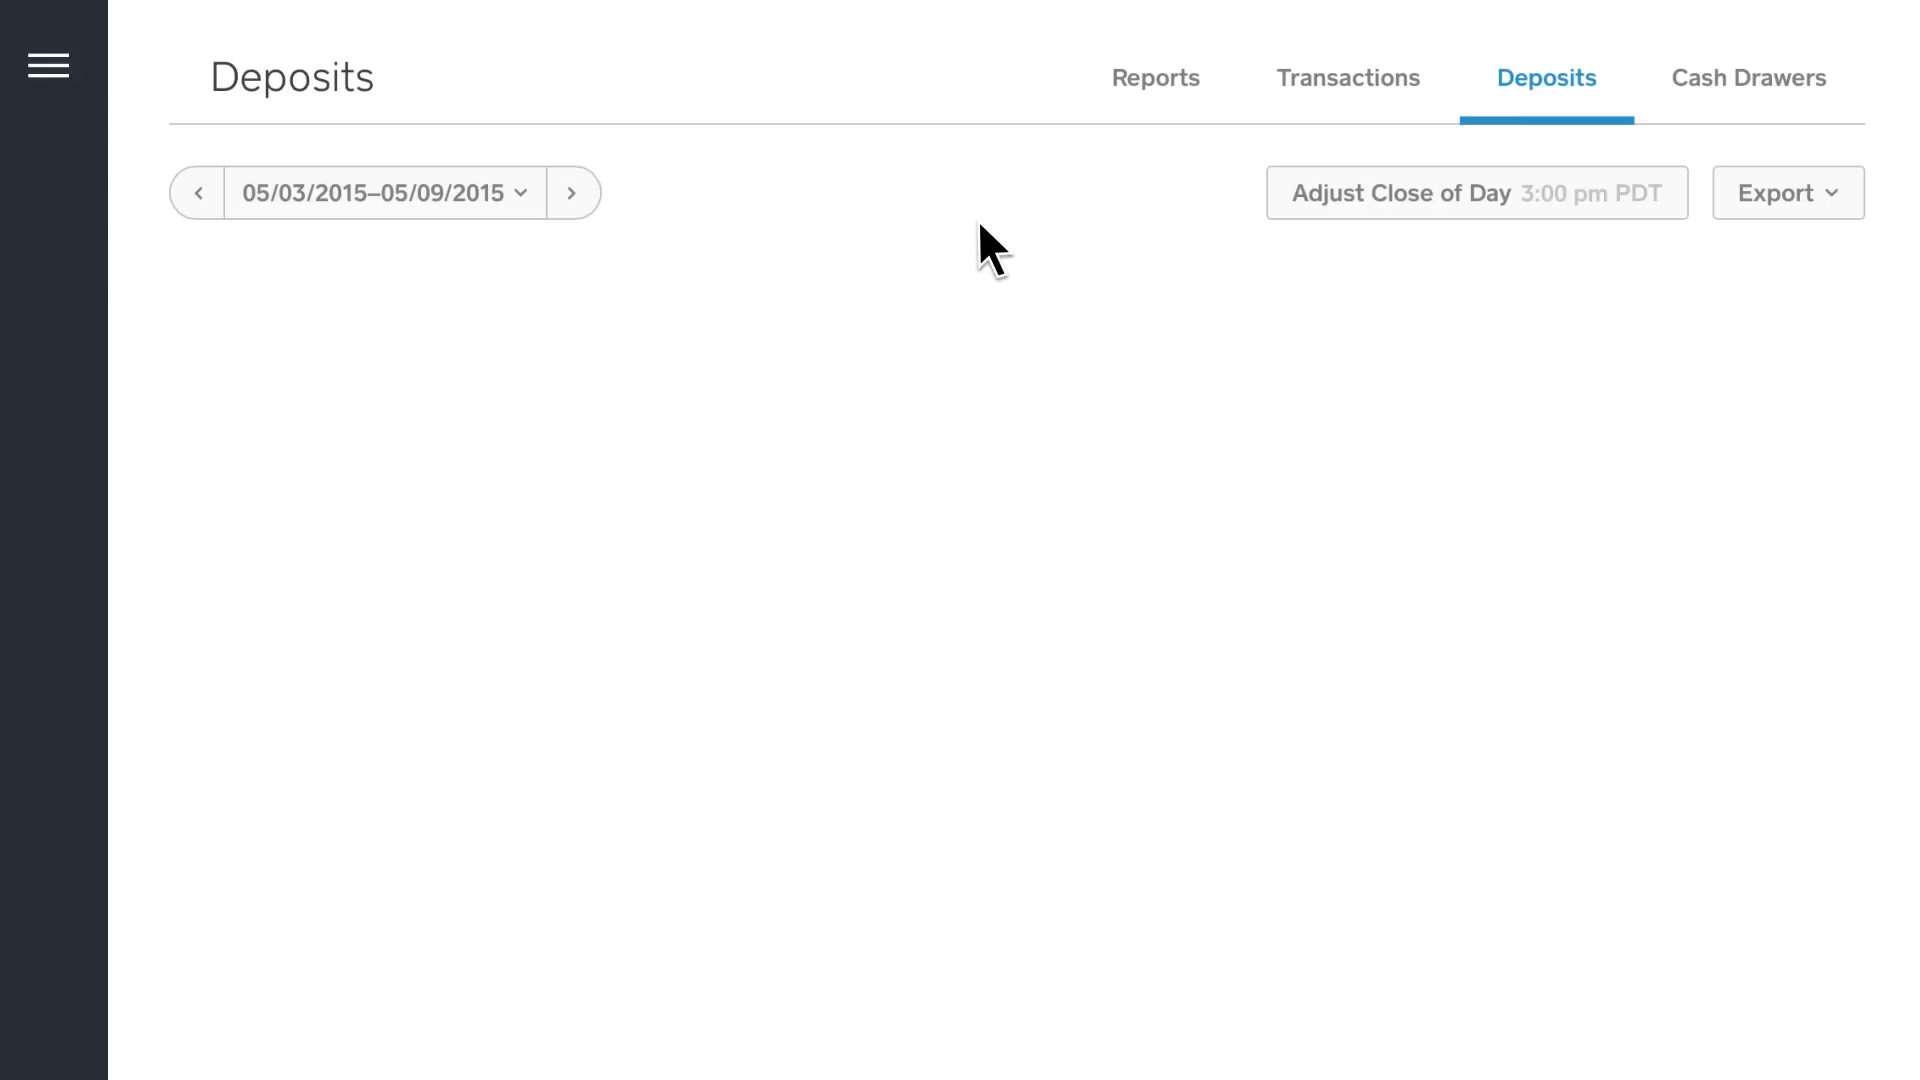 Deposits
Reports
Transactions
Deposits
Cash Drawers
05/03/2015–05/09/2015
Adjust Close of Day 3:00 pm PDT
Export